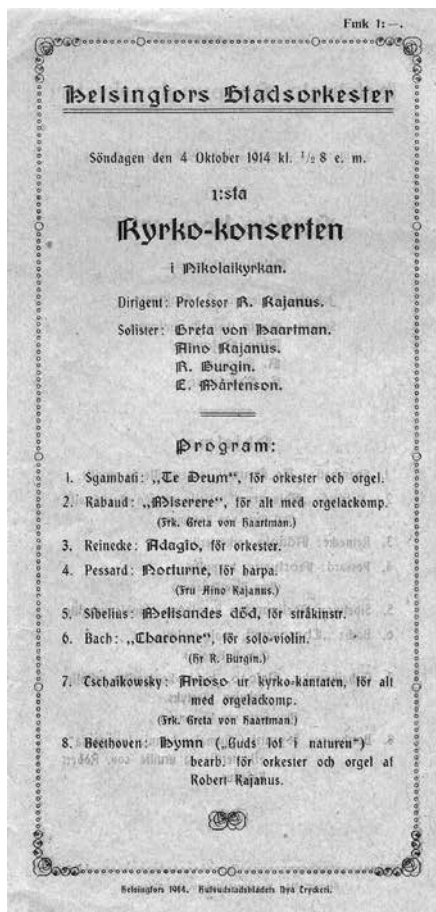 Fmk 1:—.
Helsingfors Stadsorkester
Söndagen den 4 Oktober 1914 kl. 1/2 8 e. m.
1:sta
Kyrko-konserten
i Nikolaikyrkan.
Dirigent: Professor R. Kajanus.
Solister: Greta von Haartman.
Aino Kajanus.
R. Burgin.
E. Mårtenson.
Program:
1. Sgambati: „Te Deum“, för orkester och orgel.
2. Rabaud: „Miserere“, för alt med orgelackomp.
(Frk. Greta von Haartman.)
3. Reinecke: Adagio, för orkester.
4. Pessard: Nocturne, för harpa.
(Fru Aino Kajanus.)
5. Sibelius: Melisandes död, för stråkinstr.
6. Bach: „Chaconne“, för solo-violin.
(Hr R. Burgin.)
7. Tschaikowsky: Arioso ur kyrko-kantaten, för alt
med orgelackomp.
(Frk. Greta von Haartman.)
8. Beethoven: Hymn („Guds lof i naturen“)
bearb. för orkester och orgel af
Robert Kajanus.
Helsingfors 1914. Hufvudstadsbladets Nya Tryckeri.